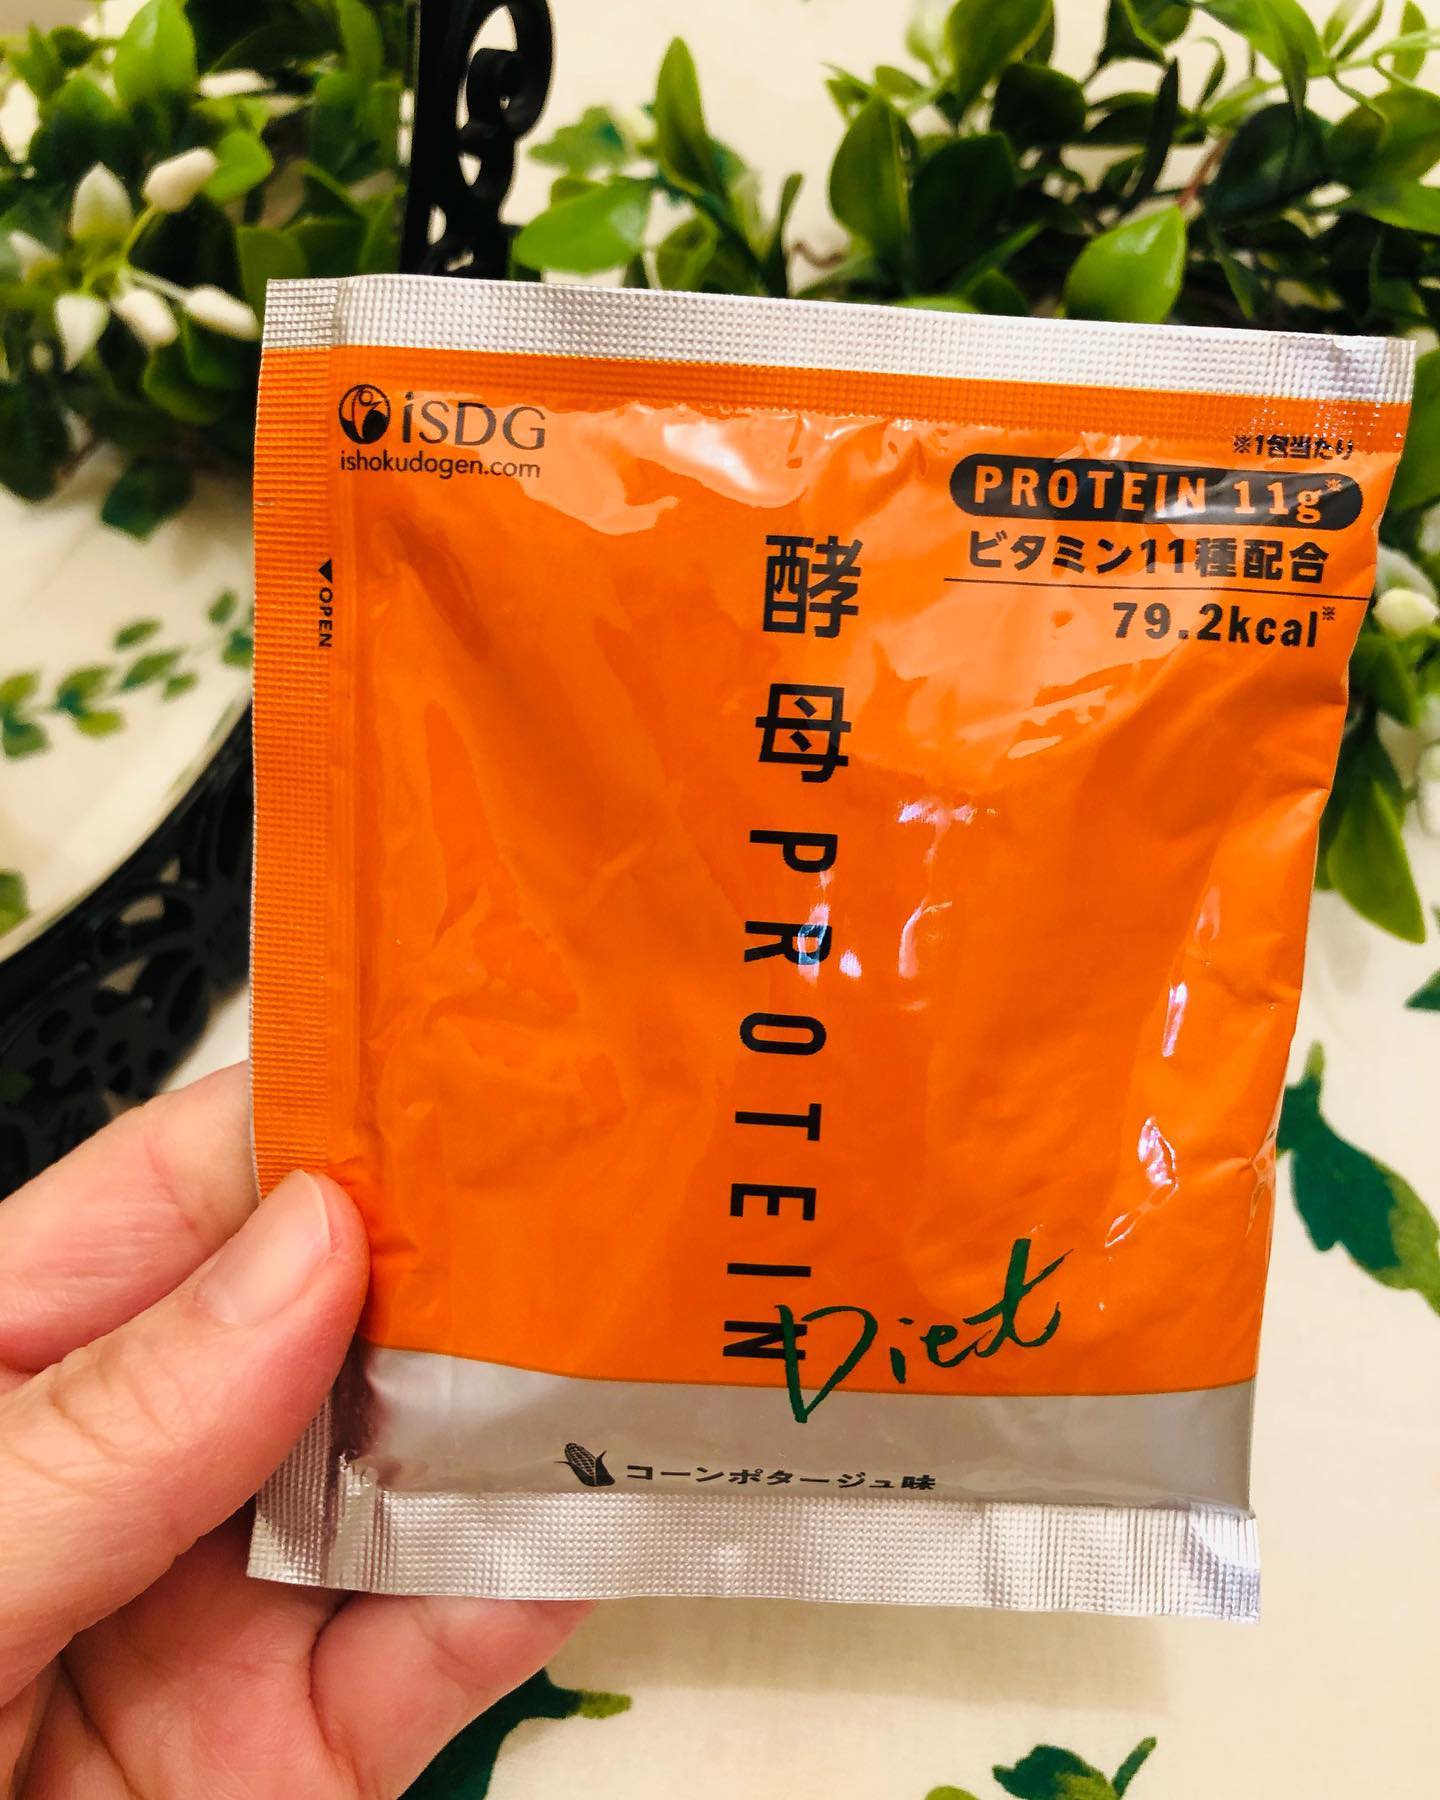 iSDG
ishokudogen.com
※1包当たり
PROTEIN 11g※
ビタミン11種配合
79.2kcal※
▼OPEN
酵母PROTEIN
Diet
コーンポタージュ味